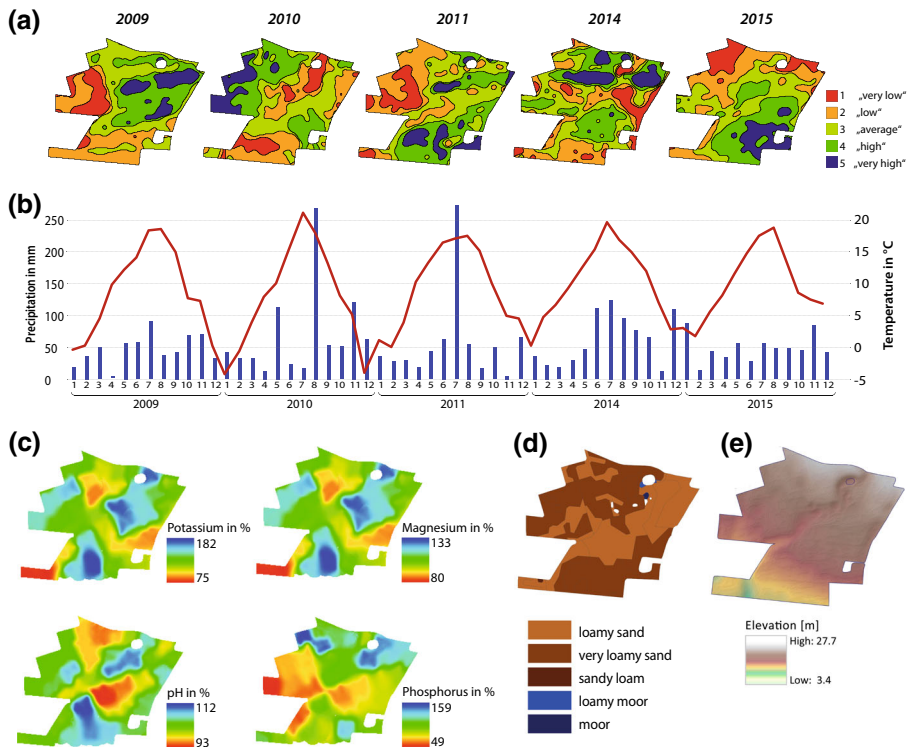 (a)
2009 2010 2011 2014 2015
1 „very low“
2 „low“
3 „average“
4 „high“
5 „very high“
(b)
Precipitation in mm
250
200
150
100
50
0
Temperature in °C
20
15
10
5
0
-5
1 2 3 4 5 6 7 8 9 10 11 12 1 2 3 4 5 6 7 8 9 10 11 12 1 2 3 4 5 6 7 8 9 10 11 12 1 2 3 4 5 6 7 8 9 10 11 12 1 2 3 4 5 6 7 8 9 10 11 12
2009 2010 2011 2014 2015
(c)
Potassium in %
182
75
Magnesium in %
133
80
pH in %
112
93
Phosphorus in %
159
49
(d)
loamy sand
very loamy sand
sandy loam
loamy moor
moor
(e)
Elevation [m]
High: 27.7
Low: 3.4